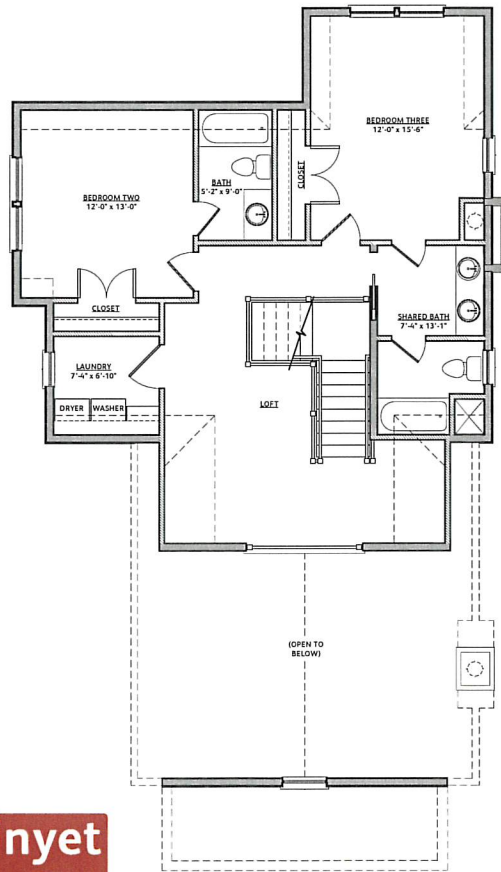 BEDROOM THREE
12'-0" x 15'-6"
CLOSET
BATH
5'-2" x 9'-0"
BEDROOM TWO
12'-0" x 13'-0"
CLOSET
SHARED BATH
7'-4" x 13'-1"
LAUNDRY
7'-4" x 6'-10"
DRYER WASHER
LOFT
(OPEN TO
BELOW)
nyet